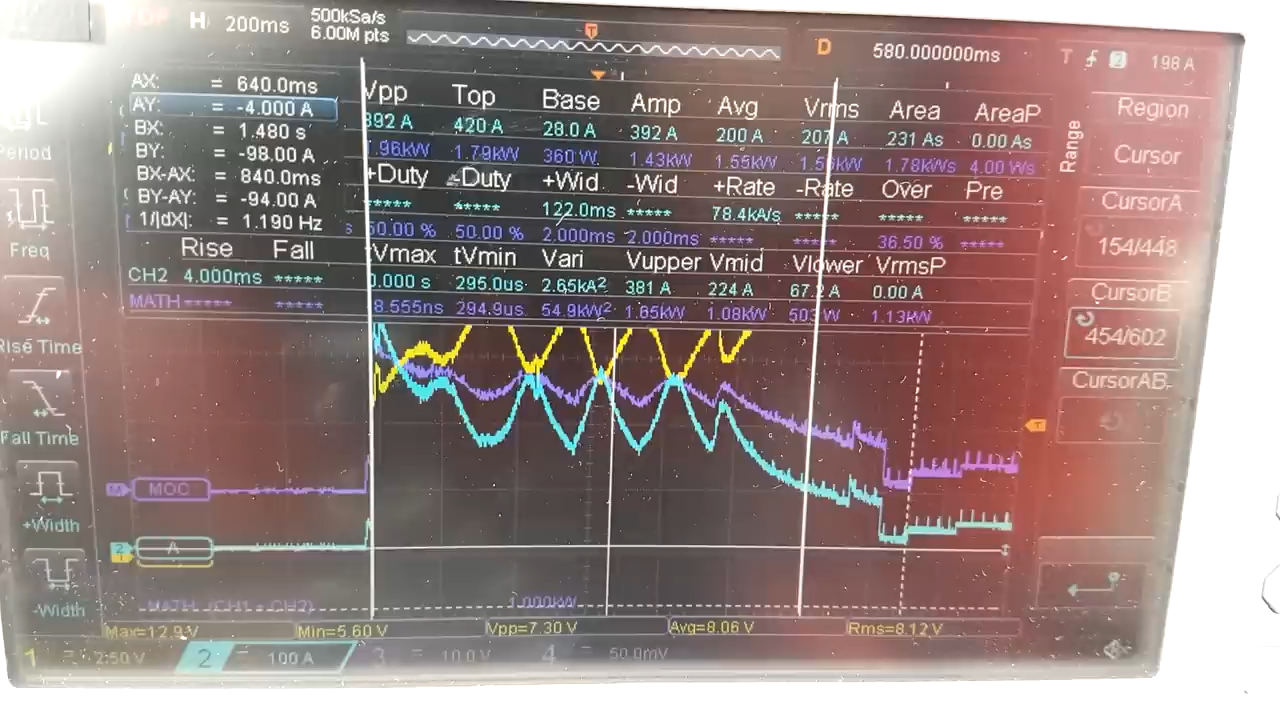 H 200ms 500kSa/s 6.00M pts D 580.000000ms T 2 198 A
AX: = 640.0ms
AY: = -4.000 A
BX: = 1.480 s
BY: = -98.00 A
BX-AX: = 840.0ms
BY-AY: = -94.00 A
1/|dX|: = 1.190 Hz
Vpp Top Base Amp Avg Vrms Area AreaP
392 A 420 A 28.0 A 392 A 200 A 207 A 231 As 0.00 As
1.96kW 1.79kW 360 W 1.43kW 1.55kW 1.78kWs 4.00 Ws
+Duty -Duty +Wid -Wid +Rate -Rate Over Pre
***** ***** 122.0ms ***** 78.4kA/s ***** ***** *****
50.00 % 50.00 % 2.000ms 2.000ms ***** ***** 36.50 % *****
Rise Fall tVmax tVmin Vari Vupper Vmid Vlower VrmsP
CH2 4.000ms ***** 0.000 s 295.0us 2.65kA² 381 A 224 A 67.2 A 0.00 A
MATH ***** ***** 8.555ns 294.9us 54.9kW² 1.65kW 1.08kW 1.13kW
Period
Freq
Rise Time
Fall Time
+Width
-Width
Range
Region
Cursor
CursorA
154/448
CursorB
454/602
CursorAB
M MOC
2 A
1
T
MATH (CH1 * CH2) 1.000kW
Max=12.9 V Min=5.60 V Vpp=7.30 V Avg=8.06 V Rms=8.12 V
1 = 2.50 V 2 = 100 A 3 = 10.0 V 4 50.0mV